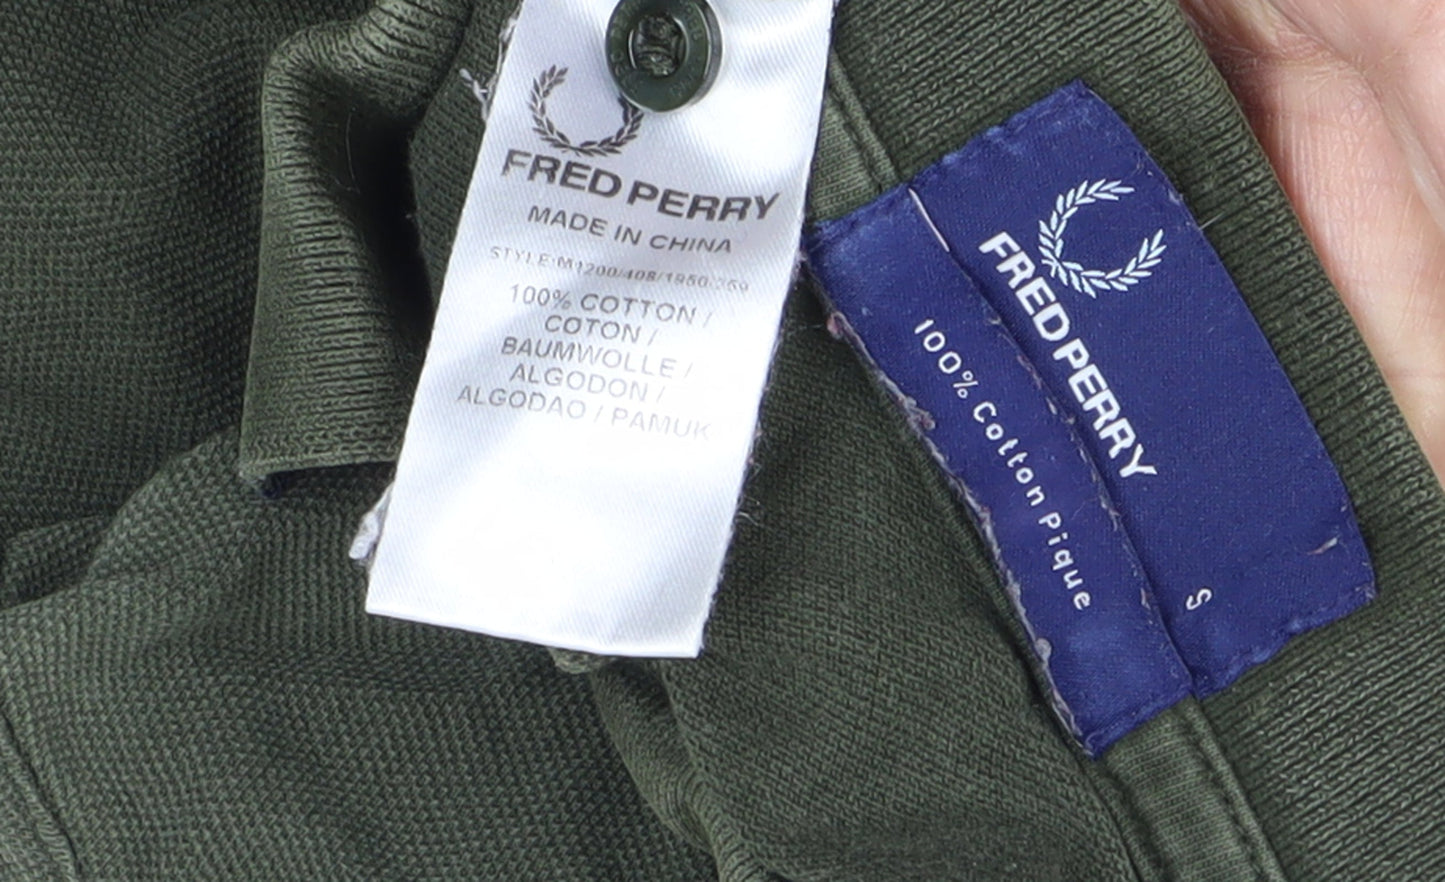 FRED PERRY
MADE IN CHINA
STYLE:M1200/408/1950/259
100% COTTON /
COTON /
BAUMWOLLE /
ALGODON /
ALGODAO / PAMUK
FRED PERRY
100% Cotton Pique
S